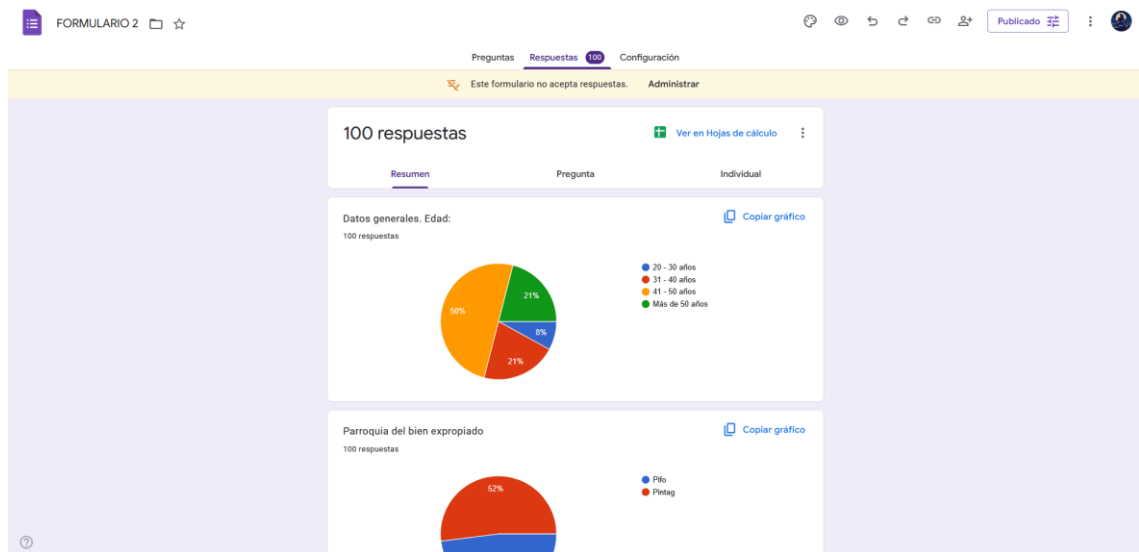 FORMULARIO 2
Publicado
Preguntas Respuestas 100 Configuración
Este formulario no acepta respuestas. Administrar
100 respuestas
Ver en Hojas de cálculo
Resumen Pregunta Individual
Datos generales. Edad:
Copiar gráfico
100 respuestas
20 - 30 años
31 - 40 años
41 - 50 años
Más de 50 años
21%
50%
8%
21%
Parroquia del bien expropiado
Copiar gráfico
100 respuestas
Pifo
Pintag
52%